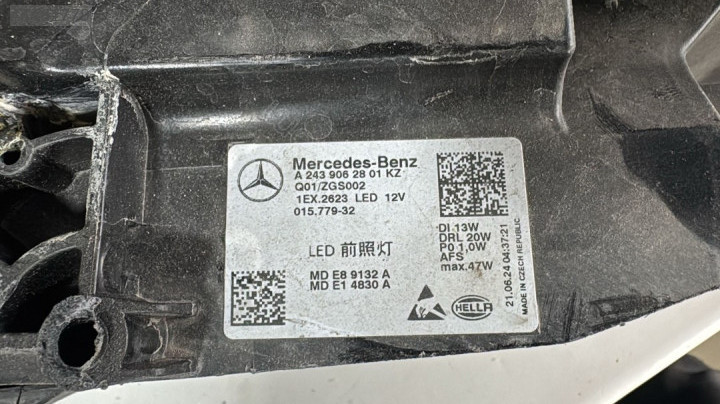 Mercedes-Benz
A 243 906 28 01 KZ
Q01/ZGS002
1EX.2623 LED 12V
015.779-32
LED 前照灯
MD E8 9132 A
MD E1 4830 A
DI 13W
DRL 20W
PO 1,0W
AFS
max.47W
HELLA
21.06.24 04:37:21
MADE IN CZECH REPUBLIC